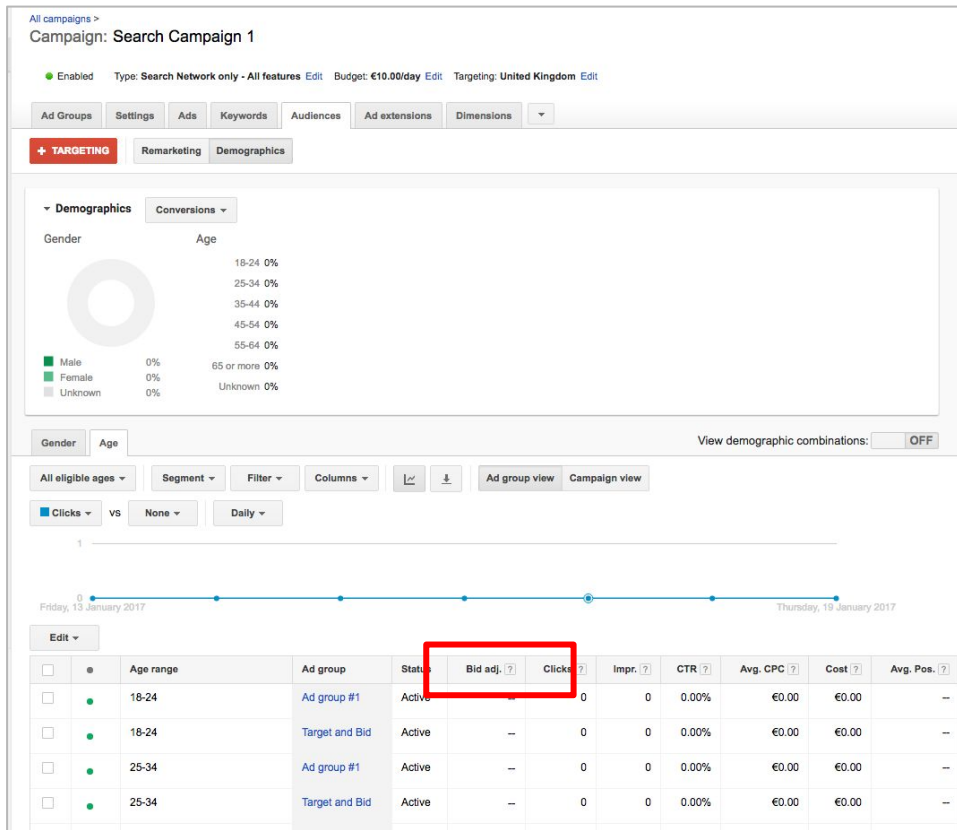 All campaigns >
Campaign: Search Campaign 1
Enabled Type: Search Network only - All features Edit Budget: €10.00/day Edit Targeting: United Kingdom Edit
Ad Groups Settings Ads Keywords Audiences Ad extensions Dimensions
+ TARGETING Remarketing Demographics
Demographics Conversions
Gender Age
18-24 0%
25-34 0%
35-44 0%
45-54 0%
55-64 0%
65 or more 0%
Unknown 0%
Male 0%
Female 0%
Unknown 0%
Gender Age View demographic combinations: OFF
All eligible ages Segment Filter Columns Ad group view Campaign view
Clicks vs None Daily
1
0
Friday, 13 January 2017 Thursday, 19 January 2017
Edit
Age range Ad group Status Bid adj. ? Clicks ? Impr. ? CTR ? Avg. CPC ? Cost ? Avg. Pos. ?
18-24 Ad group #1 Active -- 0 0 0.00% €0.00 €0.00 --
18-24 Target and Bid Active -- 0 0 0.00% €0.00 €0.00 --
25-34 Ad group #1 Active -- 0 0 0.00% €0.00 €0.00 --
25-34 Target and Bid Active -- 0 0 0.00% €0.00 €0.00 --